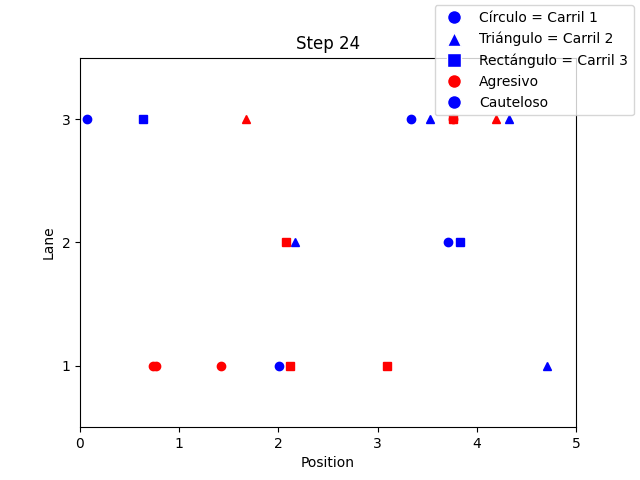 Step 24
Círculo = Carril 1
Triángulo = Carril 2
Rectángulo = Carril 3
Agresivo
Cauteloso
3
2
1
Lane
0 1 2 3 4 5
Position